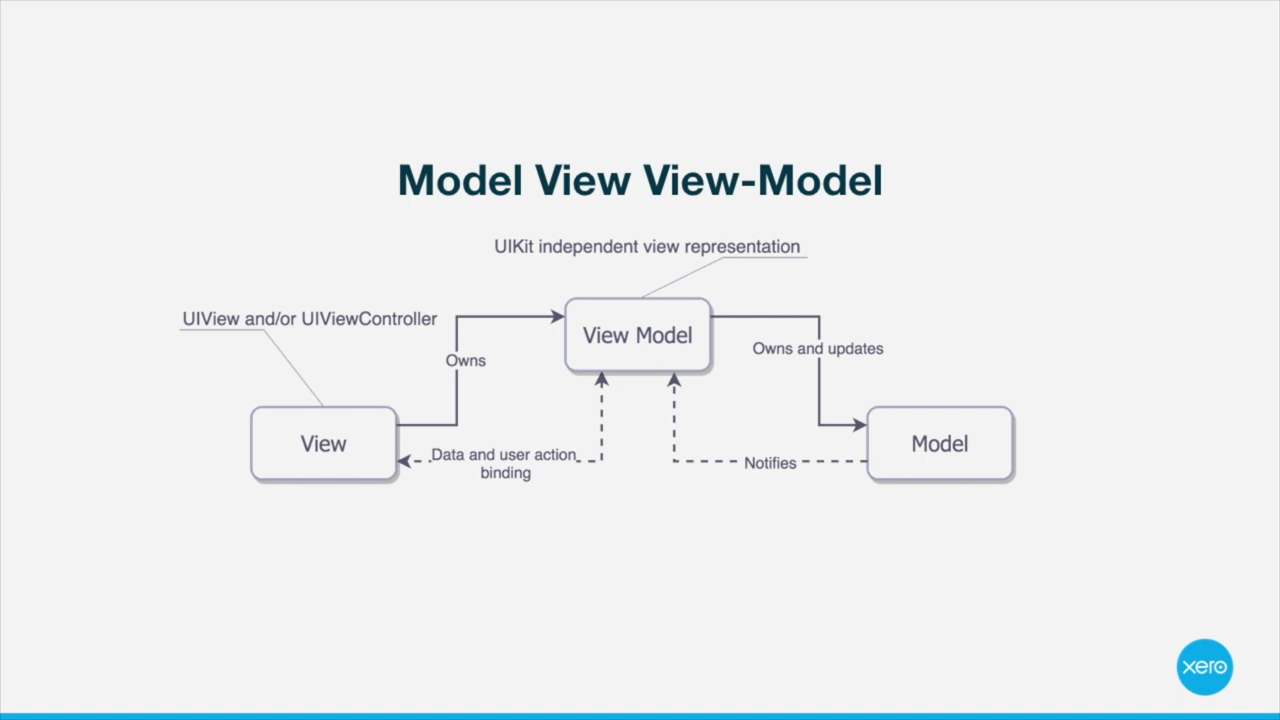 Model View View-Model
UIKit independent view representation
UIView and/or UIViewController
View Model
Owns
Owns and updates
View
Data and user action
binding
Notifies
Model
xero